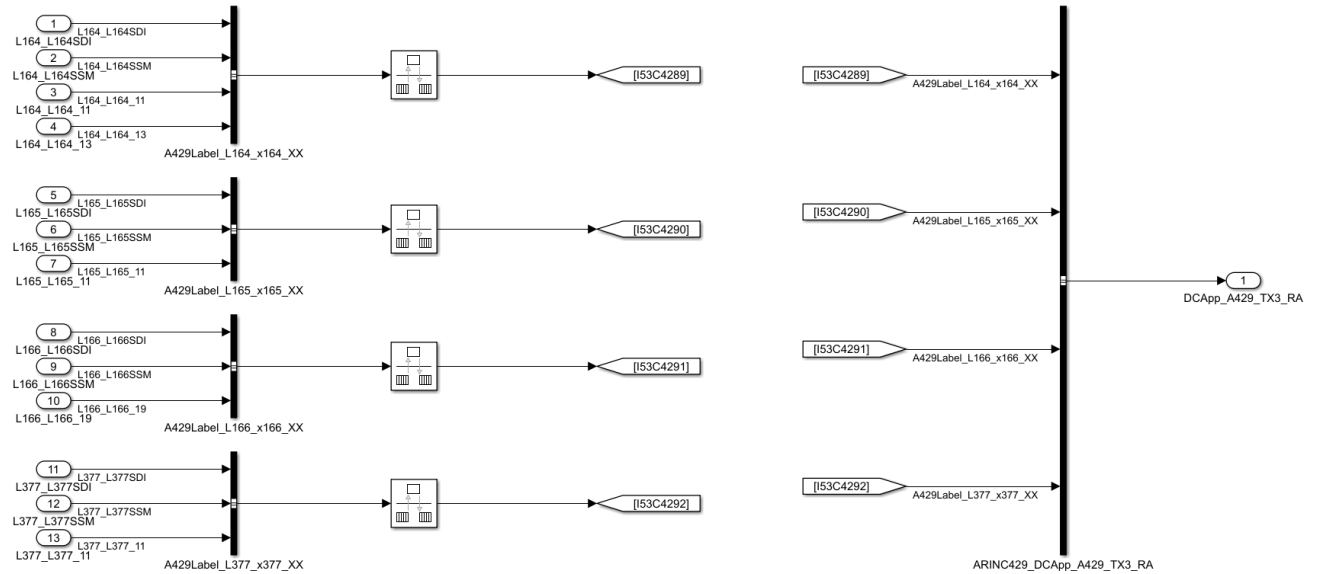 1
L164_L164SDI
L164_L164SDI
2
L164_L164SSM
L164_L164SSM
3
L164_L164_11
L164_L164_11
4
L164_L164_13
L164_L164_13
A429Label_L164_x164_XX
[I53C4289]
5
L165_L165SDI
L165_L165SDI
6
L165_L165SSM
L165_L165SSM
7
L165_L165_11
L165_L165_11
A429Label_L165_x165_XX
[I53C4290]
8
L166_L166SDI
L166_L166SDI
9
L166_L166SSM
L166_L166SSM
10
L166_L166_19
L166_L166_19
A429Label_L166_x166_XX
[I53C4291]
11
L377_L377SDI
L377_L377SDI
12
L377_L377SSM
L377_L377SSM
13
L377_L377_11
L377_L377_11
A429Label_L377_x377_XX
[I53C4292]
[I53C4289]
A429Label_L164_x164_XX
[I53C4290]
A429Label_L165_x165_XX
[I53C4291]
A429Label_L166_x166_XX
[I53C4292]
A429Label_L377_x377_XX
ARINC429_DCApp_A429_TX3_RA
1
DCApp_A429_TX3_RA